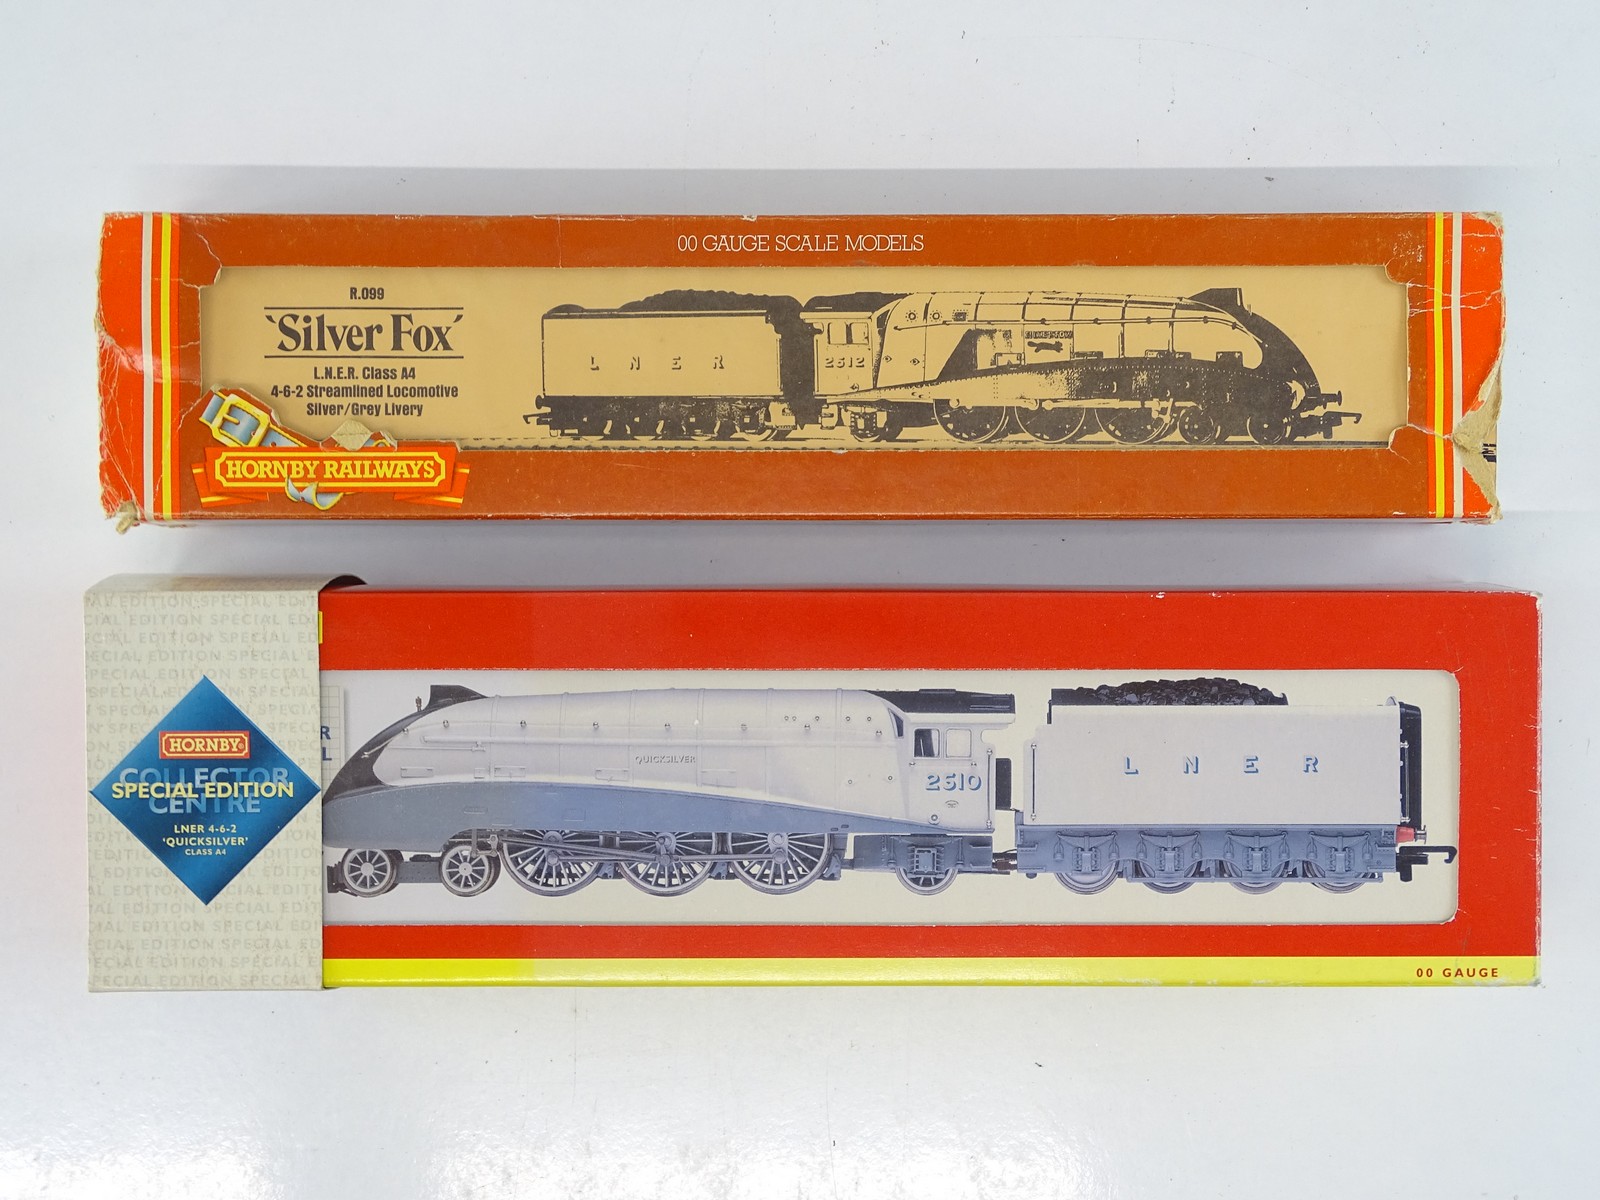 00 GAUGE SCALE MODELS
R.099
'Silver Fox'
L.N.E.R. Class A4
4-6-2 Streamlined Locomotive
Silver/Grey Livery
L N E R
2512
HORNBY RAILWAYS
HORNBY
COLLECTOR
SPECIAL EDITION
CENTRE
LNER 4-6-2
'QUICKSILVER'
CLASS A4
QUICKSILVER
2510
L N E R
00 GAUGE